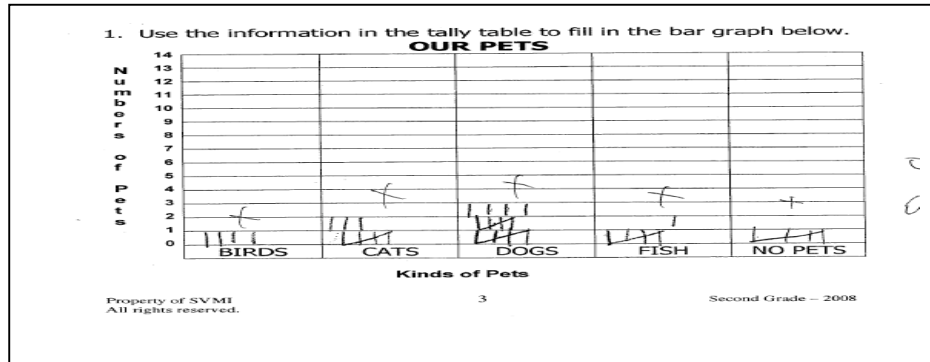 1. Use the information in the tally table to fill in the bar graph below.
OUR PETS
Numbers of Pets
14
13
12
11
10
9
8
7
6
5
4
3
2
1
0
BIRDS CATS DOGS FISH NO PETS
Kinds of Pets
Property of SVMI 3 Second Grade – 2008
All rights reserved.